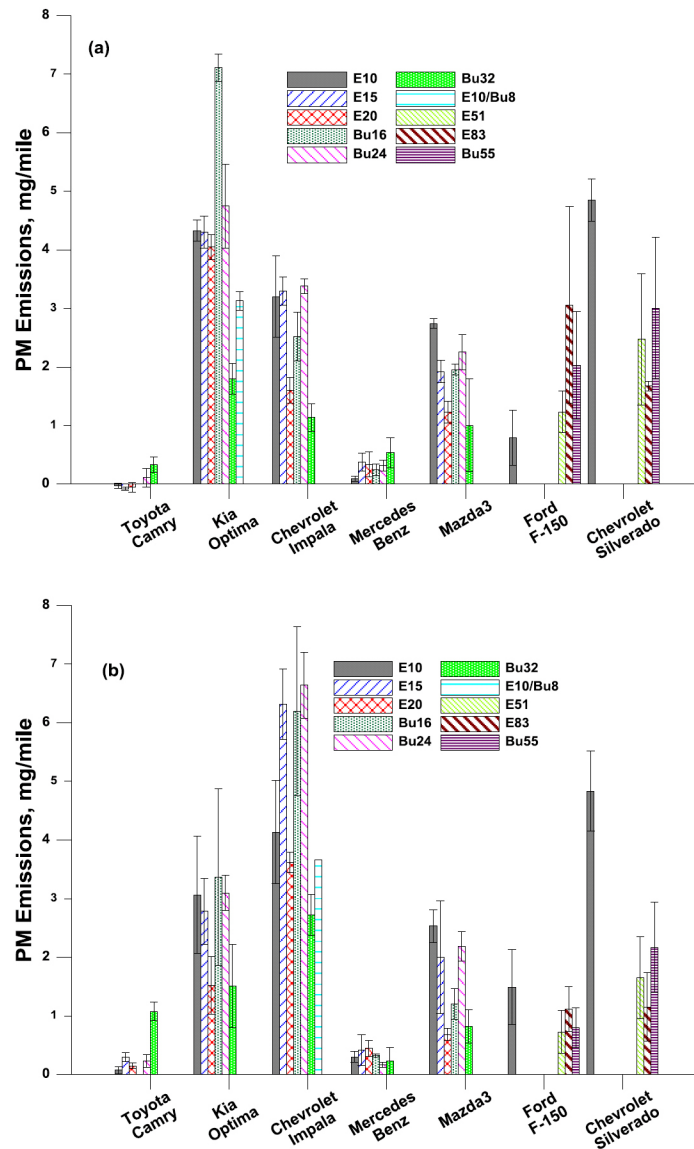 8
(a)
E10 Bu32
E15 E10/Bu8
E20 E51
Bu16 E83
Bu24 Bu55
7
6
5
4
3
2
1
0
PM Emissions, mg/mile
Toyota
Camry
Kia
Optima
Chevrolet
Impala
Mercedes
Benz
Mazda3
Ford
F-150
Chevrolet
Silverado
8
(b)
E10 Bu32
E15 E10/Bu8
E20 E51
Bu16 E83
Bu24 Bu55
7
6
5
4
3
2
1
0
PM Emissions, mg/mile
Toyota
Camry
Kia
Optima
Chevrolet
Impala
Mercedes
Benz
Mazda3
Ford
F-150
Chevrolet
Silverado